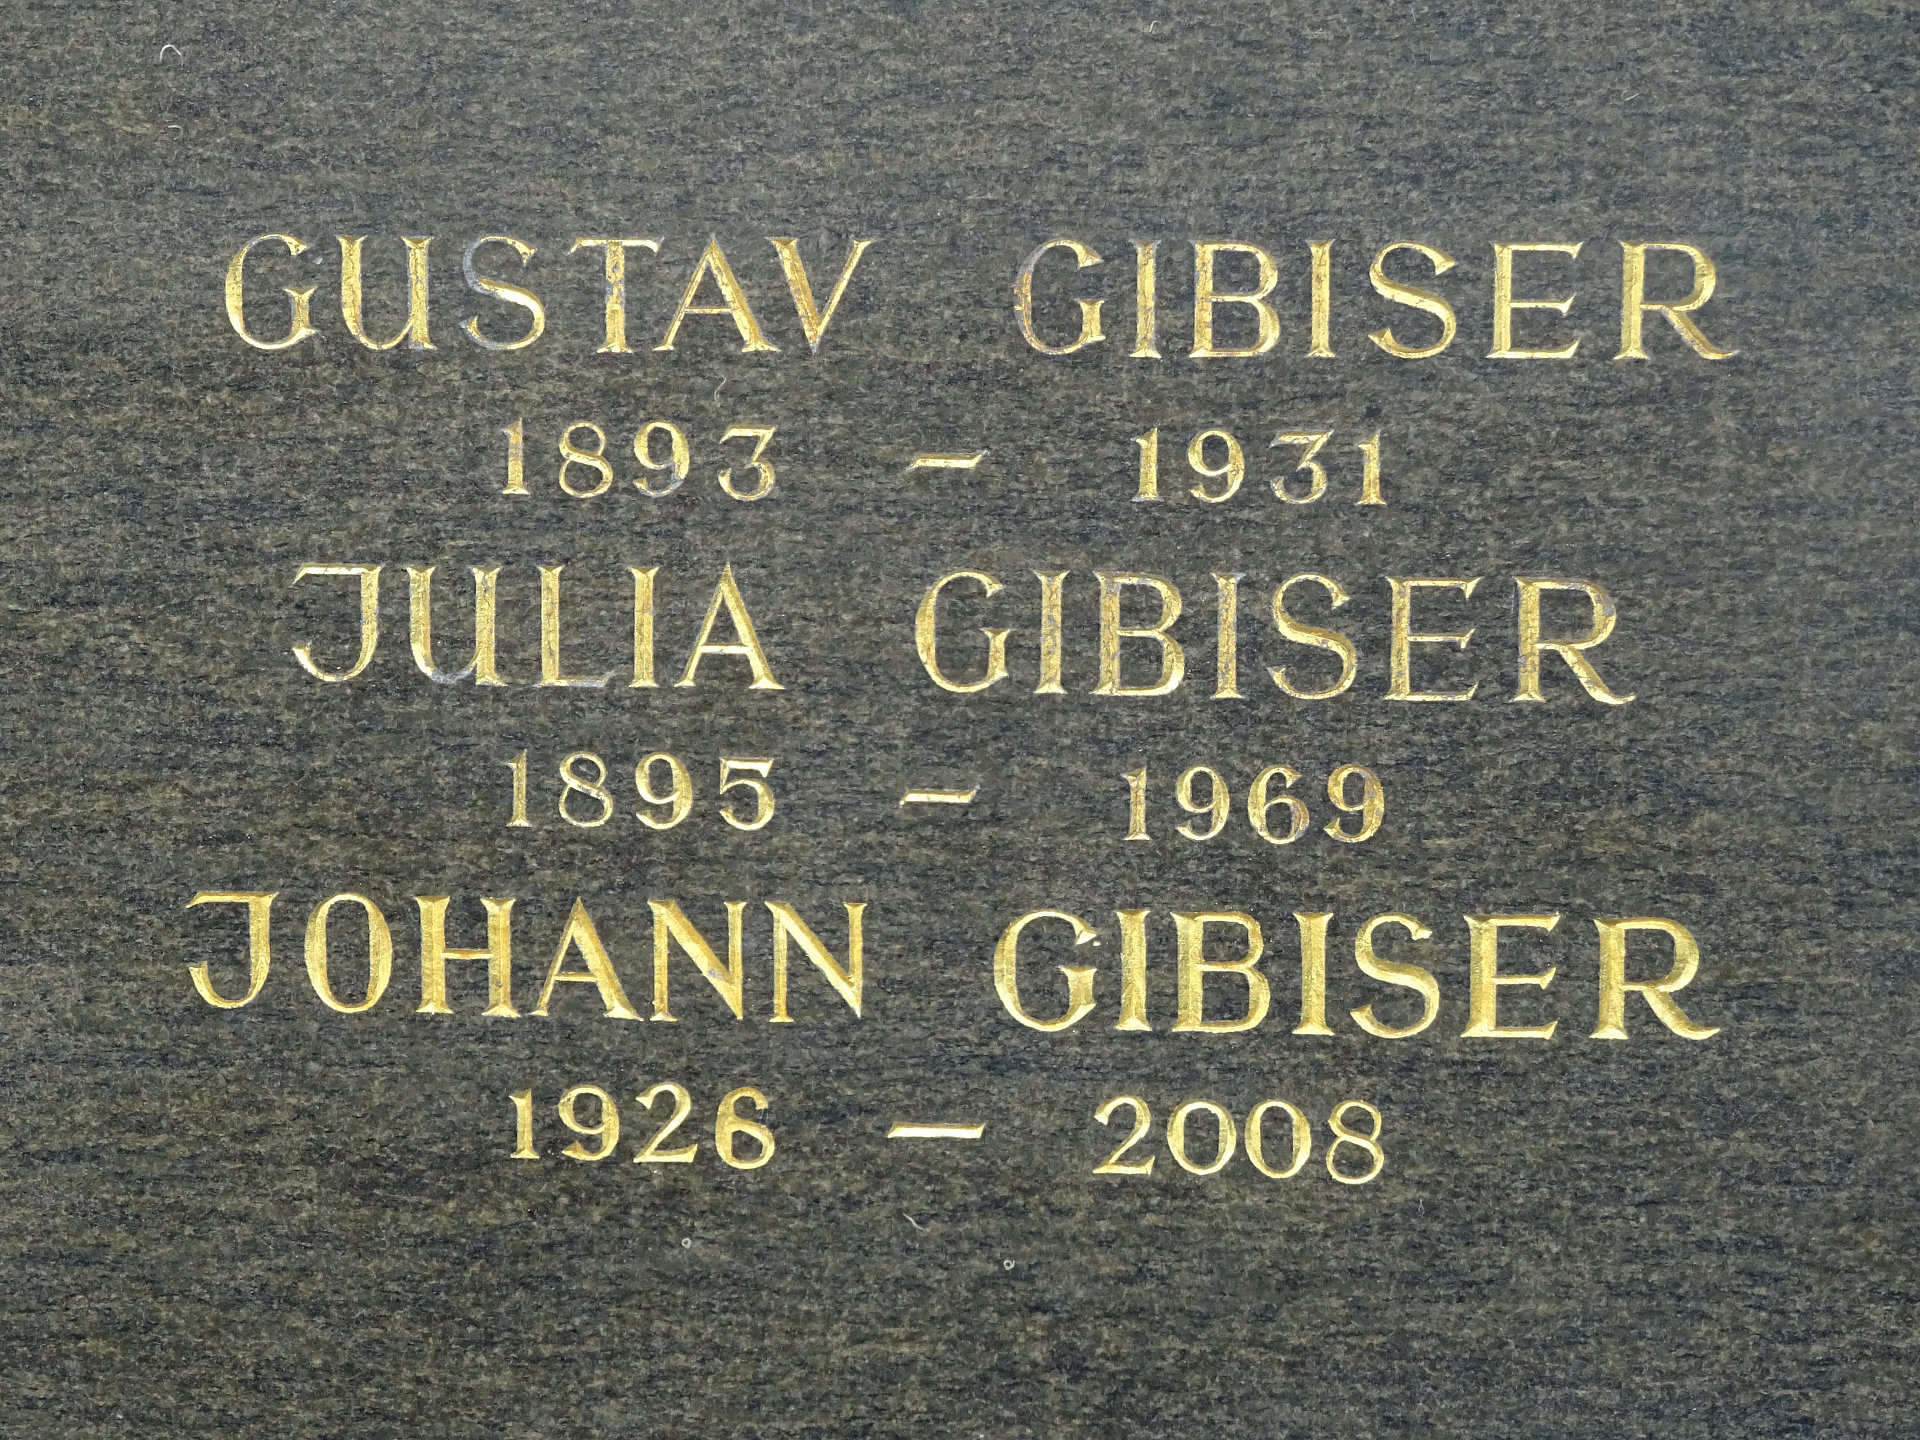 GUSTAV GIBISER
1893 – 1931
JULIA GIBISER
1895 – 1969
JOHANN GIBISER
1926 – 2008